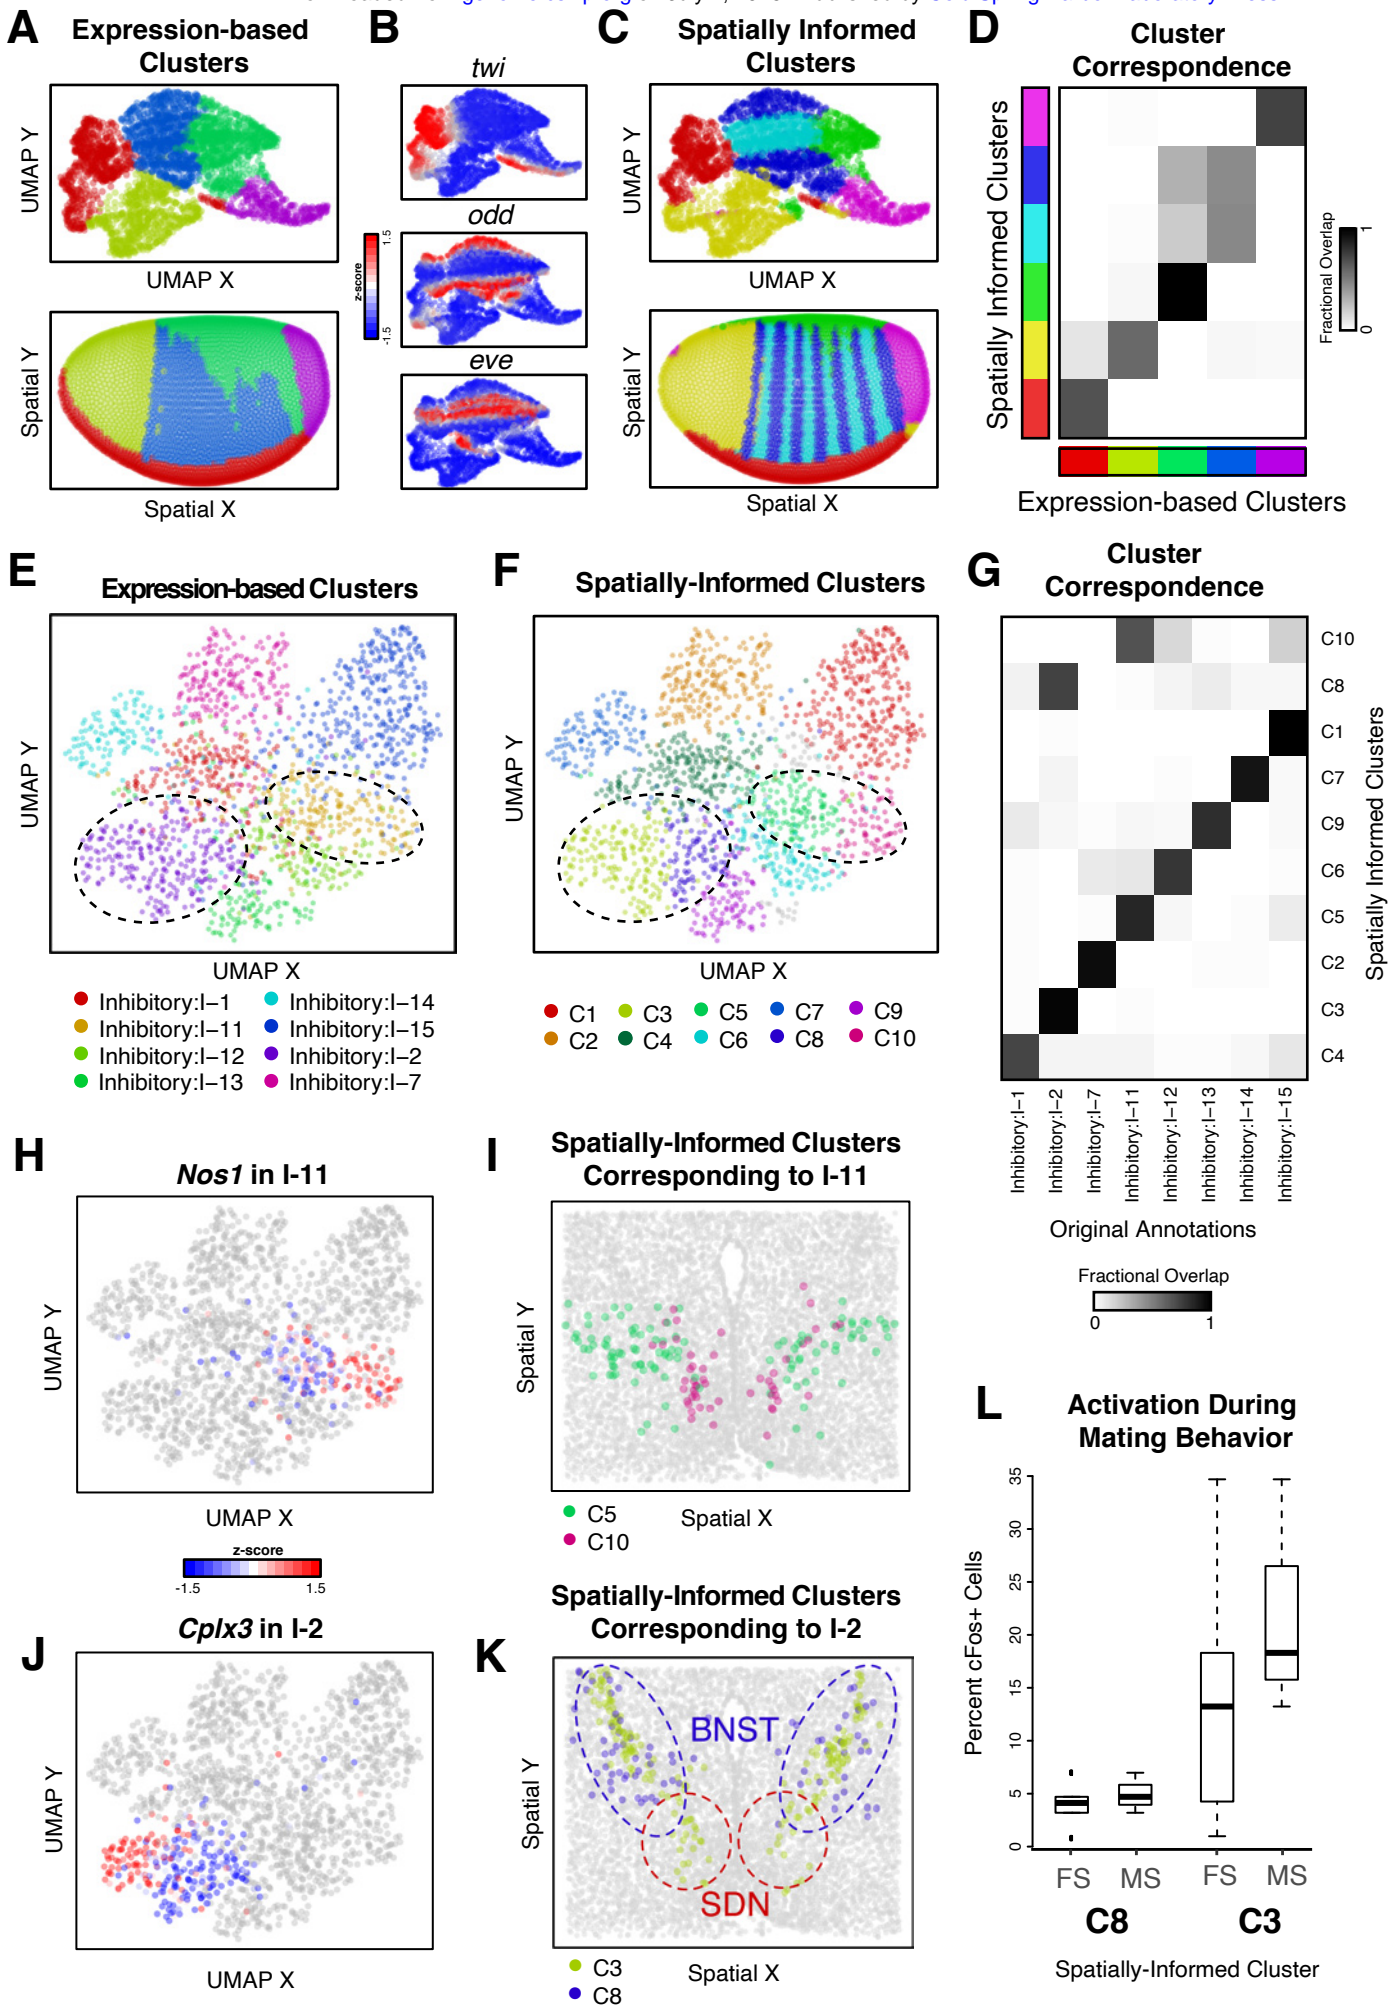 A
Expression-based
Clusters
UMAP Y
UMAP X
Spatial Y
Spatial X
B
twi
odd
eve
z-score
1.5
-1.5
C
Spatially Informed
Clusters
UMAP Y
UMAP X
Spatial Y
Spatial X
D
Cluster
Correspondence
Spatially Informed Clusters
Expression-based Clusters
Fractional Overlap
1
0
E
Expression-based Clusters
UMAP Y
UMAP X
Inhibitory:I-1
Inhibitory:I-11
Inhibitory:I-12
Inhibitory:I-13
Inhibitory:I-14
Inhibitory:I-15
Inhibitory:I-2
Inhibitory:I-7
F
Spatially-Informed Clusters
UMAP Y
UMAP X
C1
C2
C3
C4
C5
C6
C7
C8
C9
C10
G
Cluster
Correspondence
C10
C8
C1
C7
C9
C6
C5
C2
C3
C4
Spatially Informed Clusters
Inhibitory:I-1
Inhibitory:I-2
Inhibitory:I-7
Inhibitory:I-11
Inhibitory:I-12
Inhibitory:I-13
Inhibitory:I-14
Inhibitory:I-15
Original Annotations
Fractional Overlap
0 1
H
Nos1 in I-11
UMAP Y
UMAP X
z-score
-1.5 1.5
I
Spatially-Informed Clusters
Corresponding to I-11
Spatial Y
Spatial X
C5
C10
J
Cplx3 in I-2
UMAP Y
UMAP X
K
Spatially-Informed Clusters
Corresponding to I-2
BNST
SDN
Spatial Y
Spatial X
C3
C8
L
Activation During
Mating Behavior
Percent cFos+ Cells
35
30
25
20
15
10
5
0
FS MS FS MS
C8 C3
Spatially-Informed Cluster